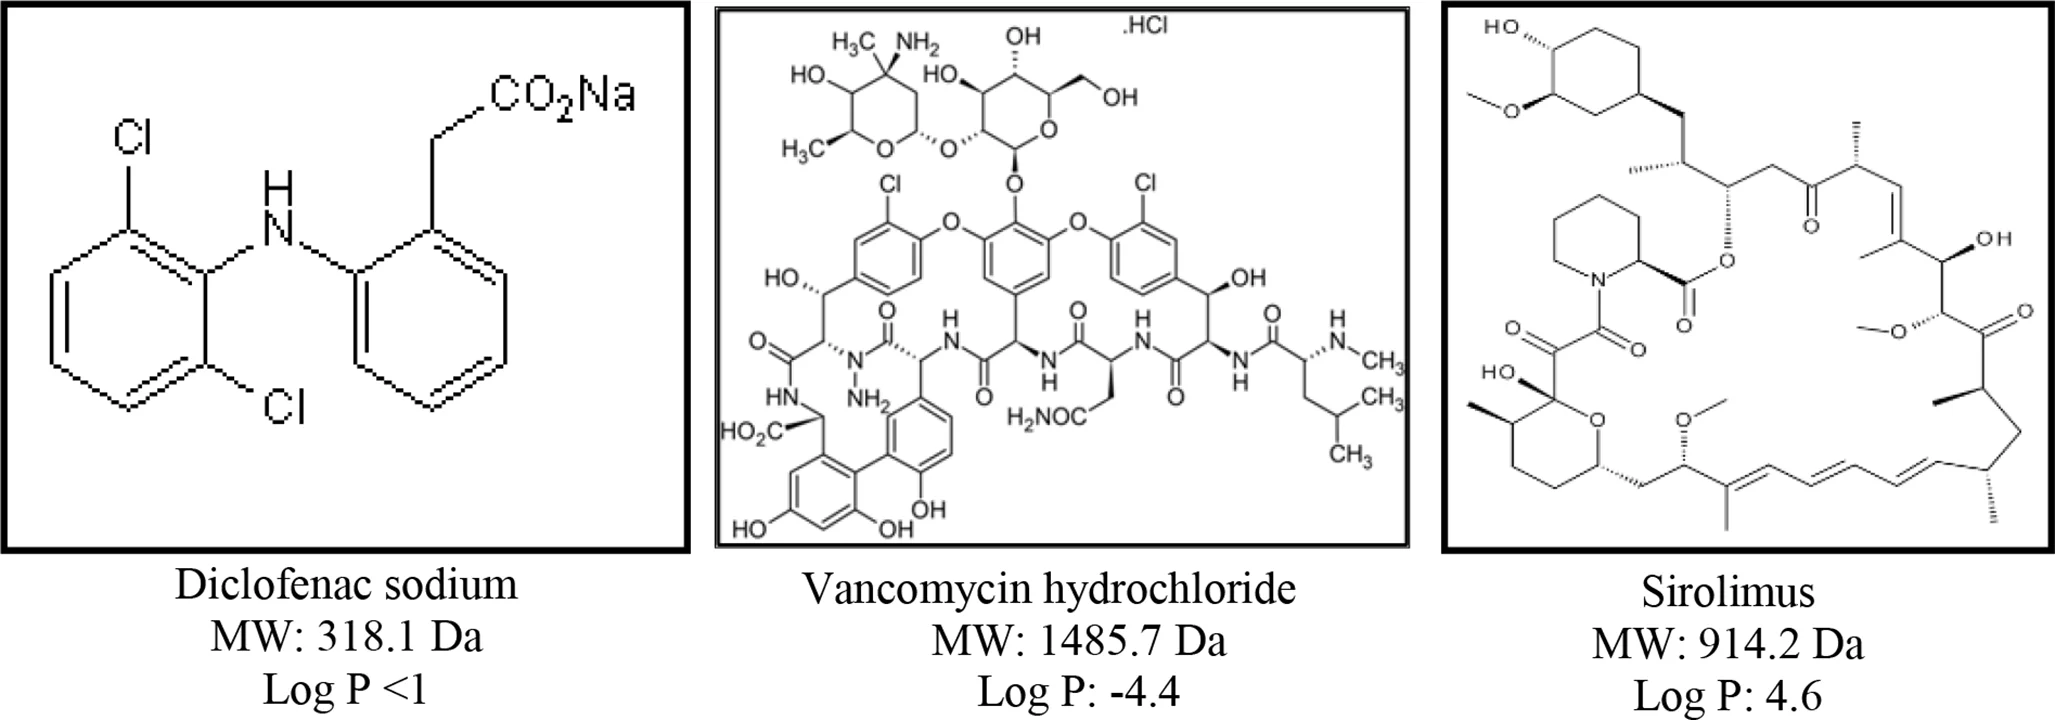 CO₂Na
Cl
H
N
Cl
Diclofenac sodium
MW: 318.1 Da
Log P <1
.HCl
OH
H₃C NH₂
HO HO OH
O
H₃C O O
O
Cl Cl
O O
HO OH
O O O
H H H
N N N
O
N N N CH₃
H H
O O
HN NH₂ CH₃
H₂NOC
HO₂C
CH₃
OH
HO OH
Vancomycin hydrochloride
MW: 1485.7 Da
Log P: -4.4
HO
O
O
OH
O
N
O
O
O
O
O
HO
O
O
Sirolimus
MW: 914.2 Da
Log P: 4.6